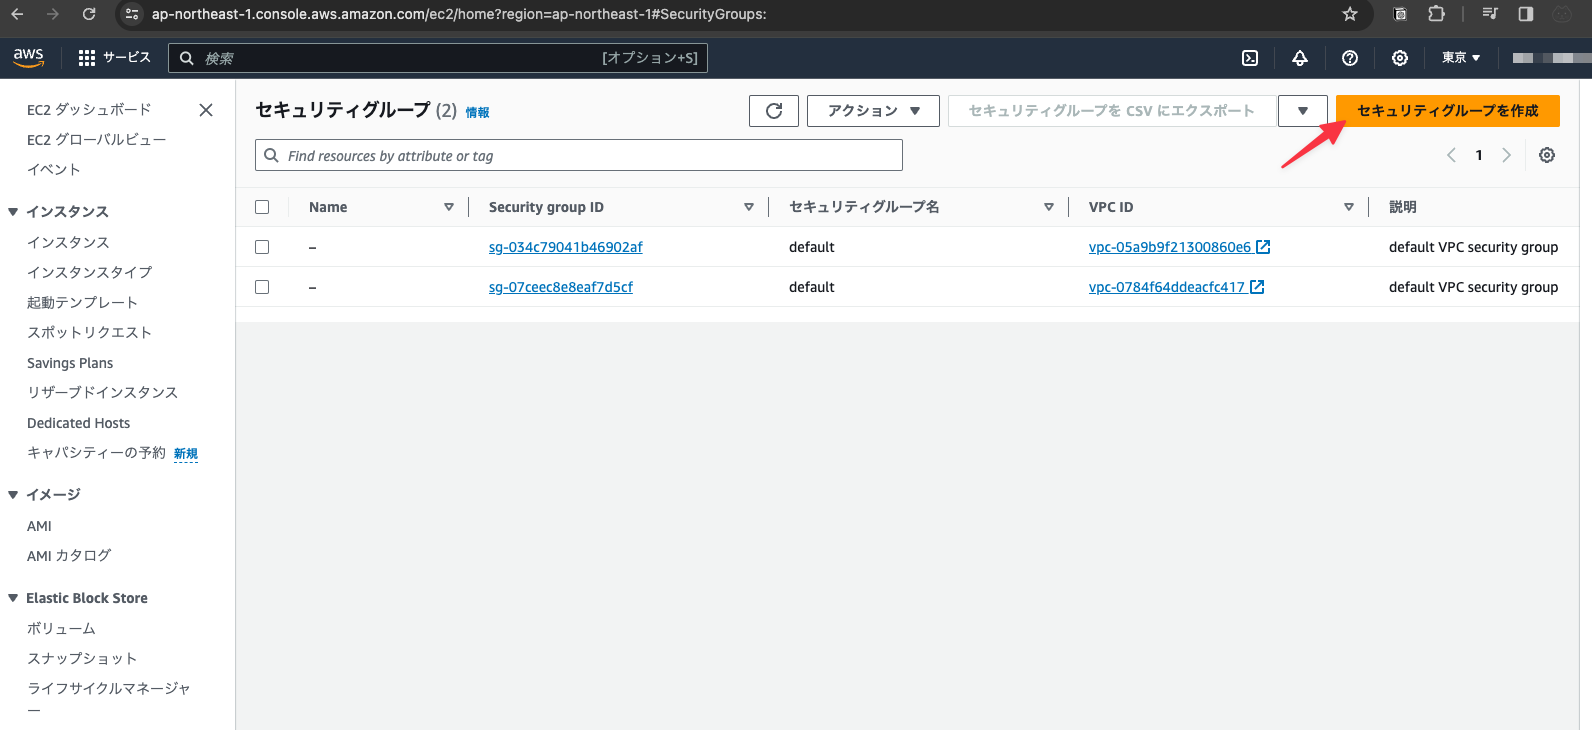 ap-northeast-1.console.aws.amazon.com/ec2/home?region=ap-northeast-1#SecurityGroups:
aws サービス 検索 [オプション+S] 東京
EC2 ダッシュボード
EC2 グローバルビュー
イベント
インスタンス
インスタンス
インスタンスタイプ
起動テンプレート
スポットリクエスト
Savings Plans
リザーブドインスタンス
Dedicated Hosts
キャパシティーの予約 新規
イメージ
AMI
AMI カタログ
Elastic Block Store
ボリューム
スナップショット
ライフサイクルマネージャ
ー
セキュリティグループ (2) 情報 アクション セキュリティグループを CSV にエクスポート セキュリティグループを作成
Find resources by attribute or tag 1
Name Security group ID セキュリティグループ名 VPC ID 説明
– sg-034c79041b46902af default vpc-05a9b9f21300860e6 default VPC security group
– sg-07ceec8e8eaf7d5cf default vpc-0784f64ddeacfc417 default VPC security group